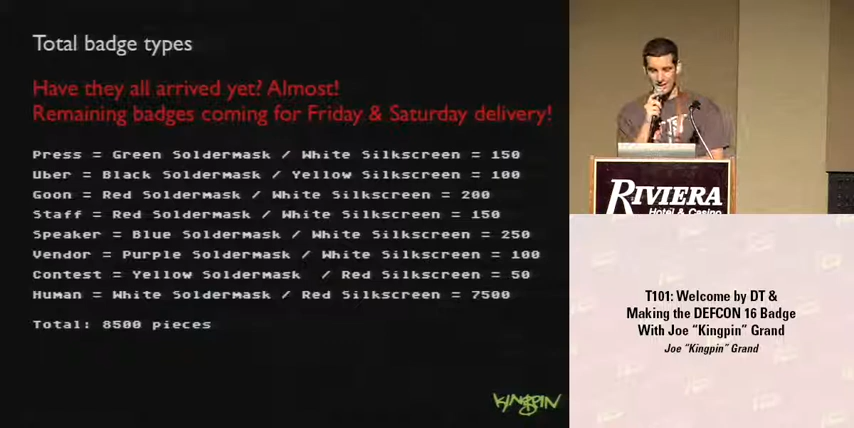 Total badge types
Have they all arrived yet? Almost!
Remaining badges coming for Friday & Saturday delivery!
Press = Green Soldermask / White Silkscreen = 150
Uber = Black Soldermask / Yellow Silkscreen = 100
Goon = Red Soldermask / White Silkscreen = 200
Staff = Red Soldermask / White Silkscreen = 150
Speaker = Blue Soldermask / White Silkscreen = 250
Vendor = Purple Soldermask / White Silkscreen = 100
Contest = Yellow Soldermask / Red Silkscreen = 50
Human = White Soldermask / Red Silkscreen = 7500
Total: 8500 pieces
KINGPIN
RIVIERA
Hotel & Casino
T101: Welcome by DT &
Making the DEFCON 16 Badge
With Joe “Kingpin” Grand
Joe “Kingpin” Grand